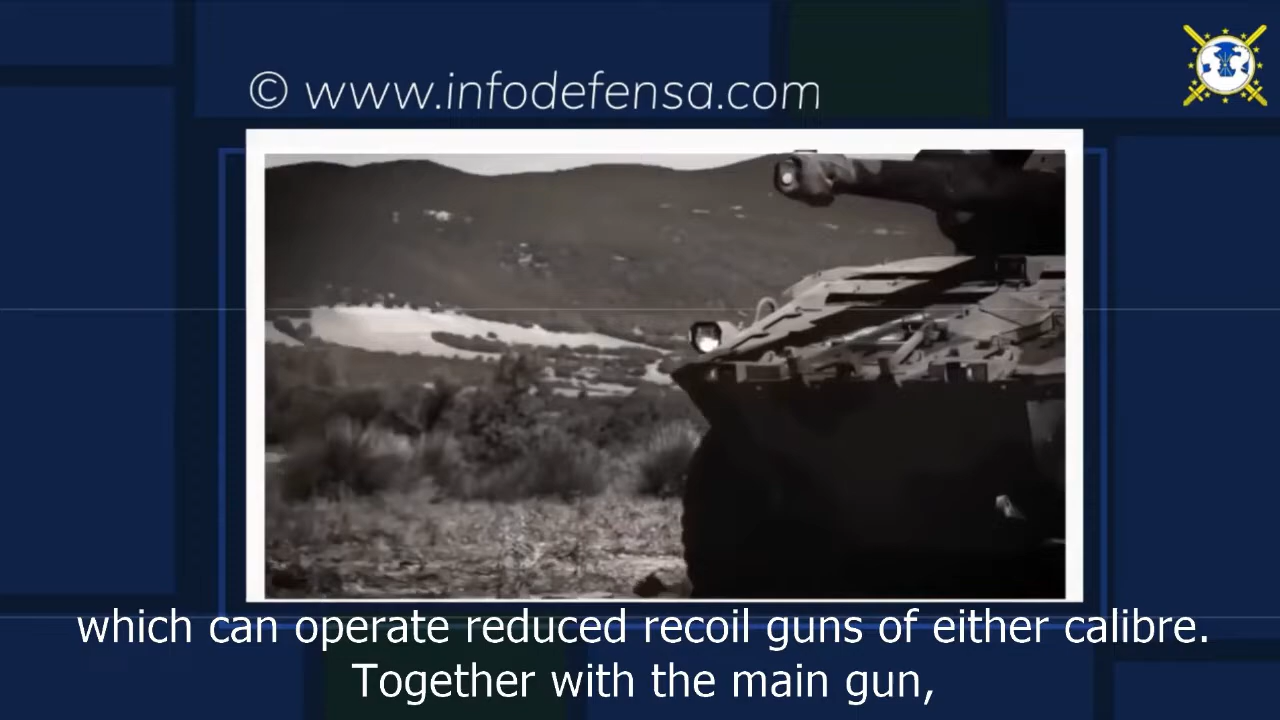 © www.infodefensa.com
which can operate reduced recoil guns of either calibre.
Together with the main gun,